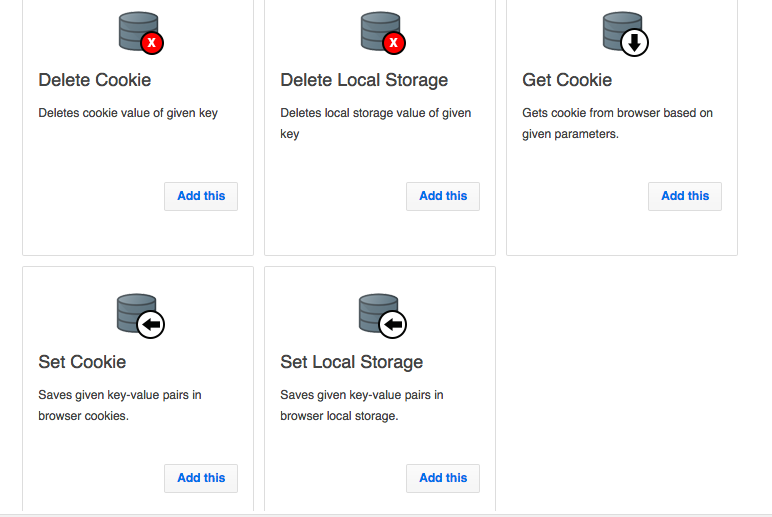 X
X
Delete Cookie
Delete Local Storage
Get Cookie
Deletes cookie value of given key
Deletes local storage value of given
key
Gets cookie from browser based on
given parameters.
Add this
Add this
Add this
Set Cookie
Set Local Storage
Saves given key-value pairs in
browser cookies.
Saves given key-value pairs in
browser local storage.
Add this
Add this